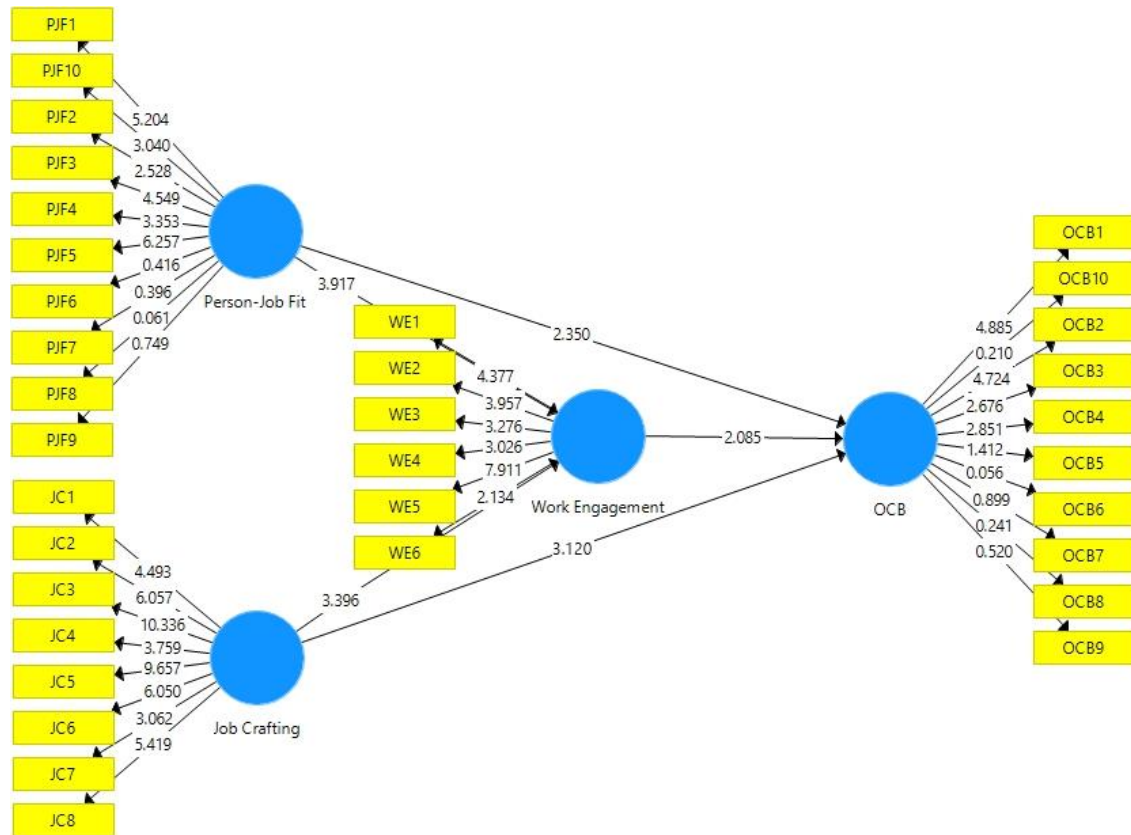 PJF1
PJF10
PJF2
PJF3
PJF4
PJF5
PJF6
PJF7
PJF8
PJF9
5.204
3.040
2.528
4.549
3.353
6.257
0.416
0.396
0.061
0.749
Person-Job Fit
JC1
JC2
JC3
JC4
JC5
JC6
JC7
JC8
4.493
6.057
10.336
3.759
9.657
6.050
3.062
5.419
Job Crafting
3.917
3.396
WE1
WE2
WE3
WE4
WE5
WE6
4.377
3.957
3.276
3.026
7.911
2.134
Work Engagement
2.350
2.085
3.120
OCB
4.885
0.210
4.724
2.676
2.851
1.412
0.056
0.899
0.241
0.520
OCB1
OCB10
OCB2
OCB3
OCB4
OCB5
OCB6
OCB7
OCB8
OCB9